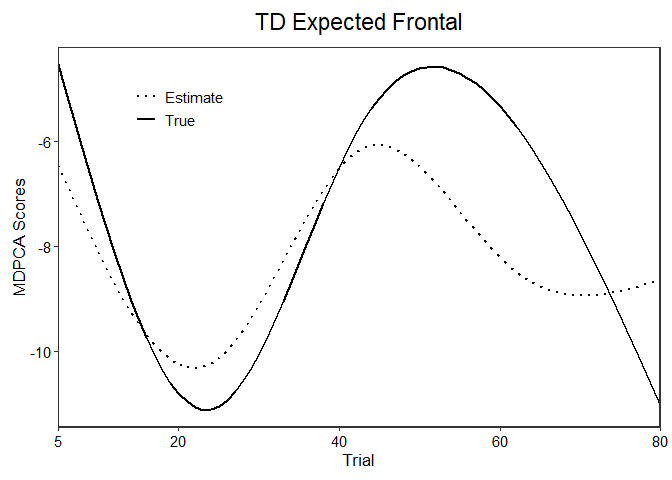 TD Expected Frontal
Estimate
True
MDPCA Scores
-6
-8
-10
5 20 40 60 80
Trial